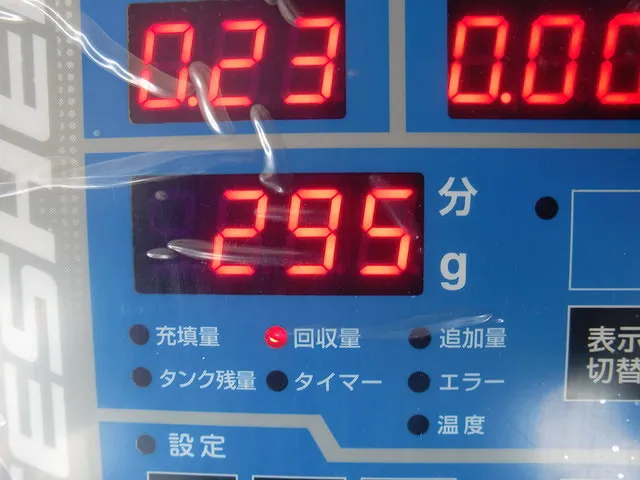 0.23
0.00
295
分
g
充填量
回収量
追加量
タンク残量
タイマー
エラー
温度
設定
表示
切替